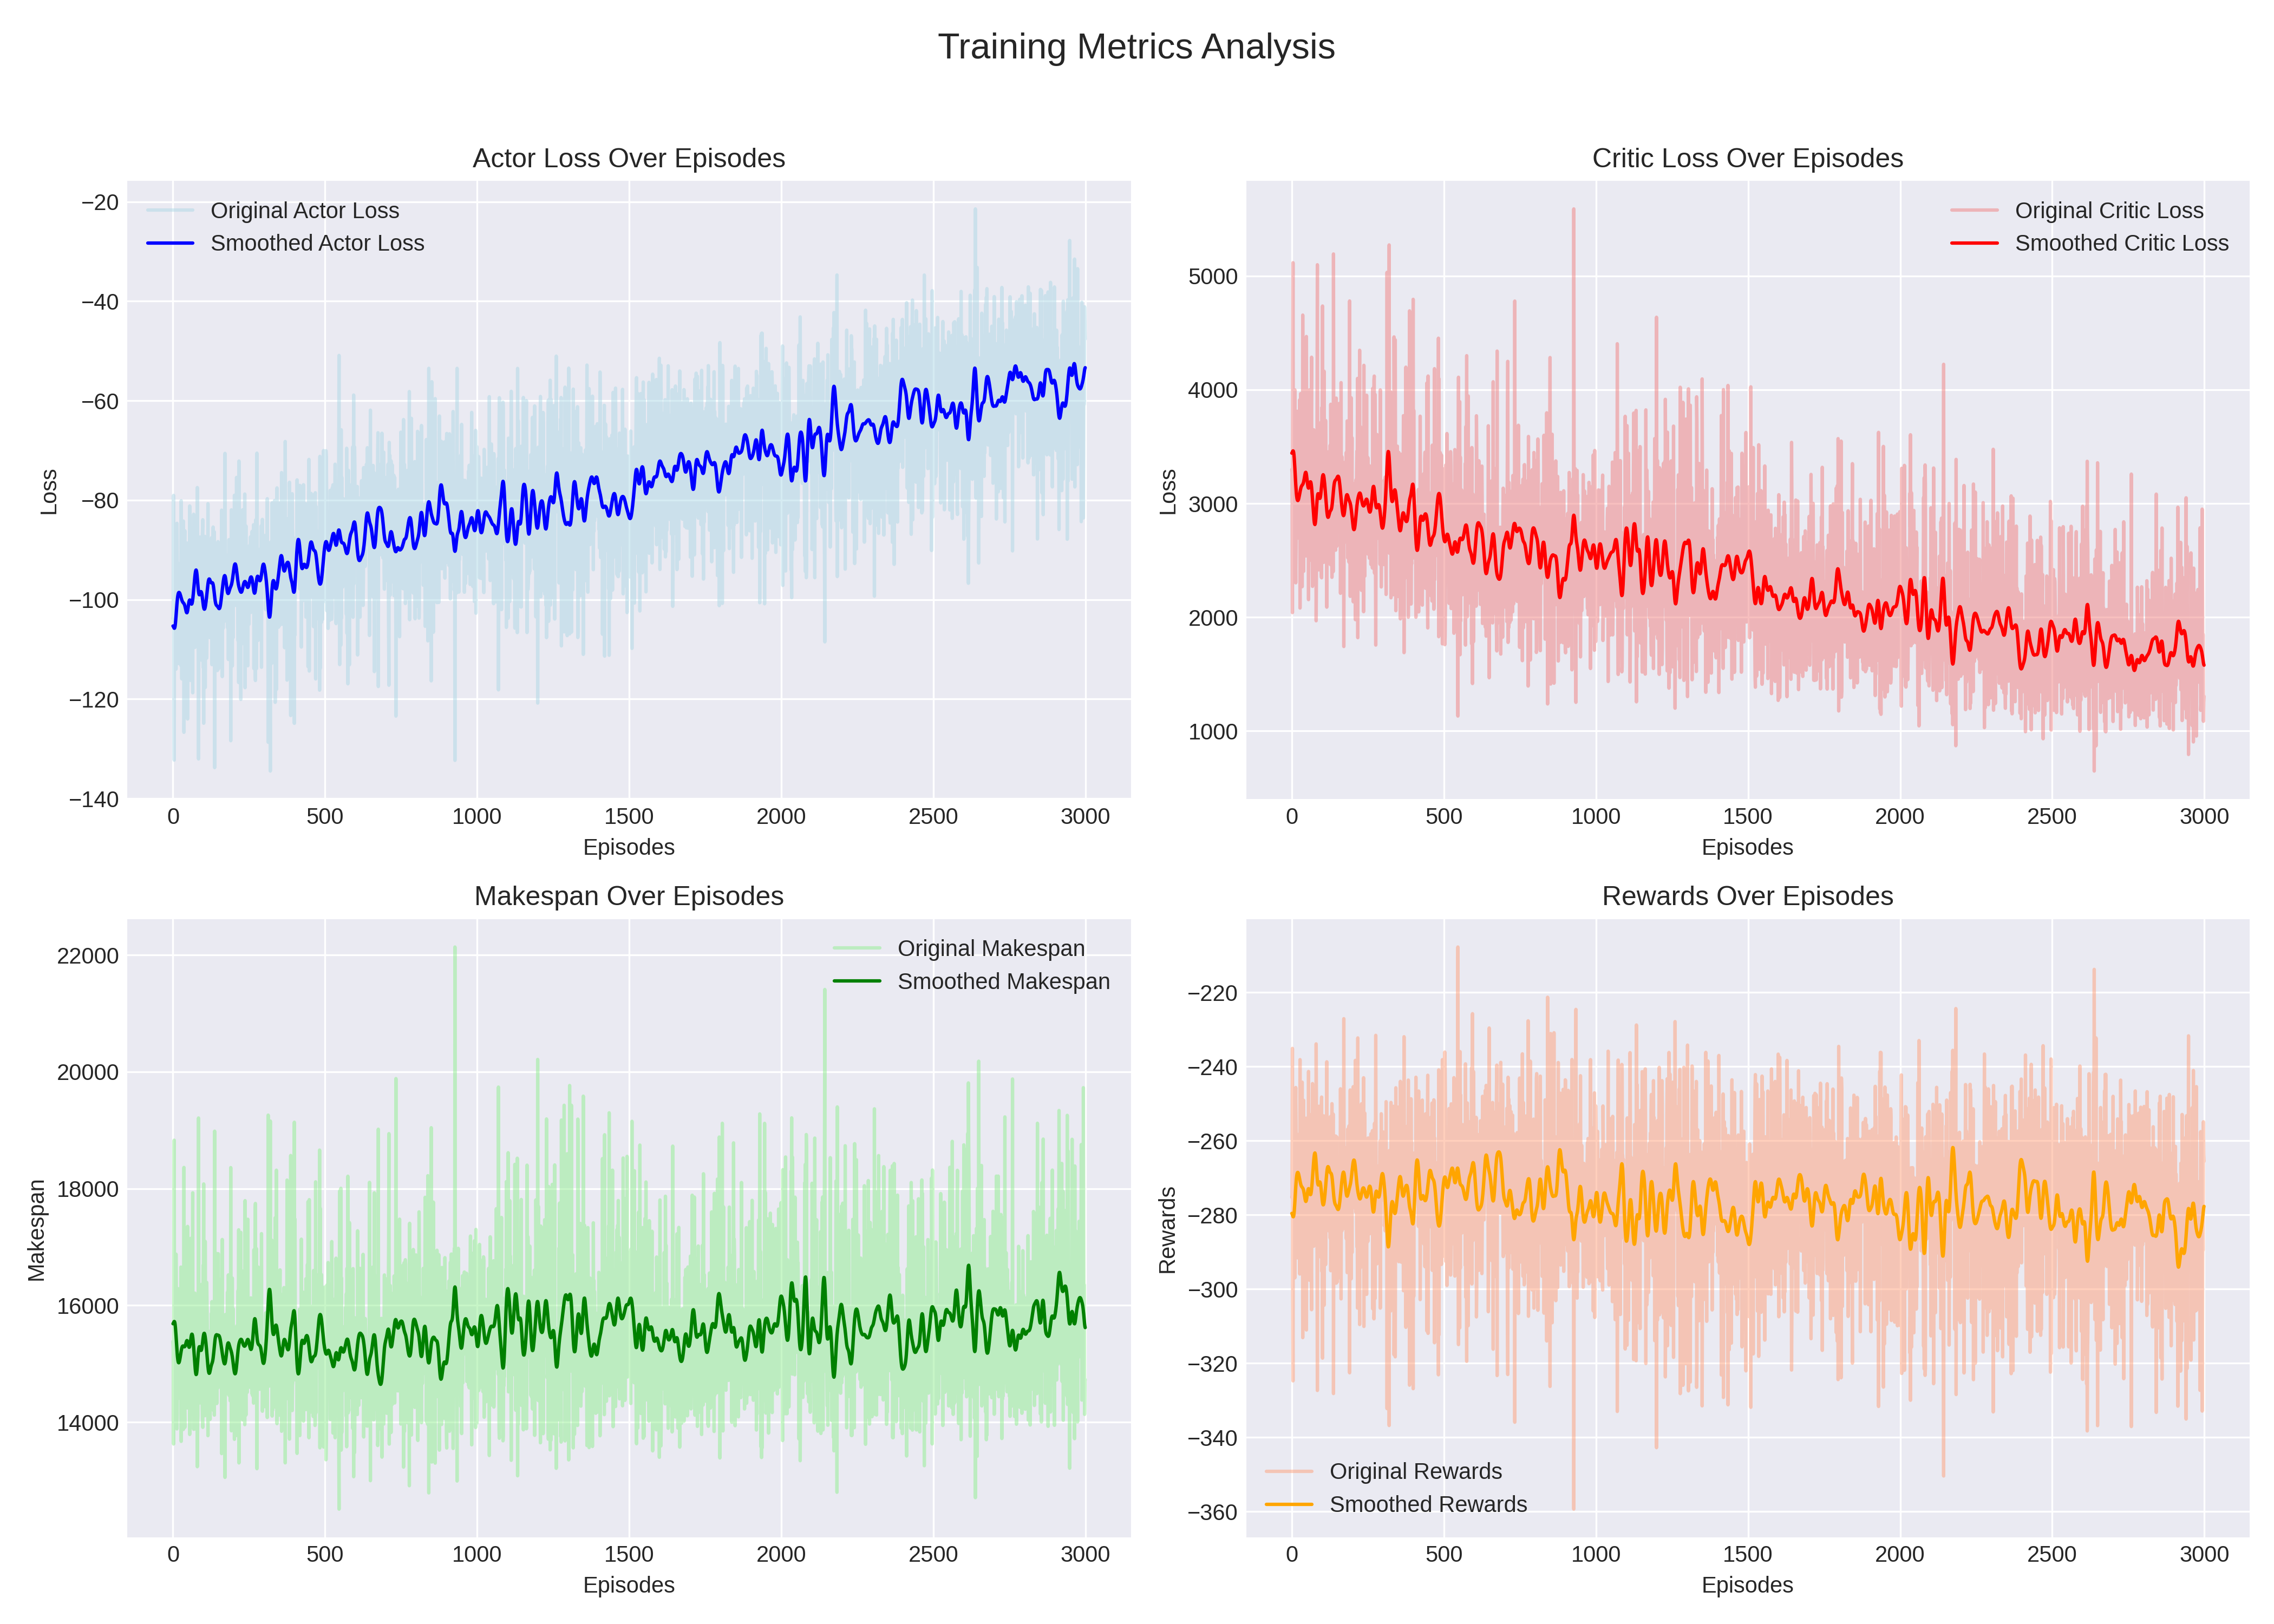 Training Metrics Analysis
Actor Loss Over Episodes
Original Actor Loss
Smoothed Actor Loss
Loss
−20
−40
−60
−80
−100
−120
−140
0 500 1000 1500 2000 2500 3000
Episodes
Critic Loss Over Episodes
Original Critic Loss
Smoothed Critic Loss
Loss
5000
4000
3000
2000
1000
0 500 1000 1500 2000 2500 3000
Episodes
Makespan Over Episodes
Original Makespan
Smoothed Makespan
Makespan
22000
20000
18000
16000
14000
0 500 1000 1500 2000 2500 3000
Episodes
Rewards Over Episodes
Rewards
−220
−240
−260
−280
−300
−320
−340
−360
Original Rewards
Smoothed Rewards
0 500 1000 1500 2000 2500 3000
Episodes